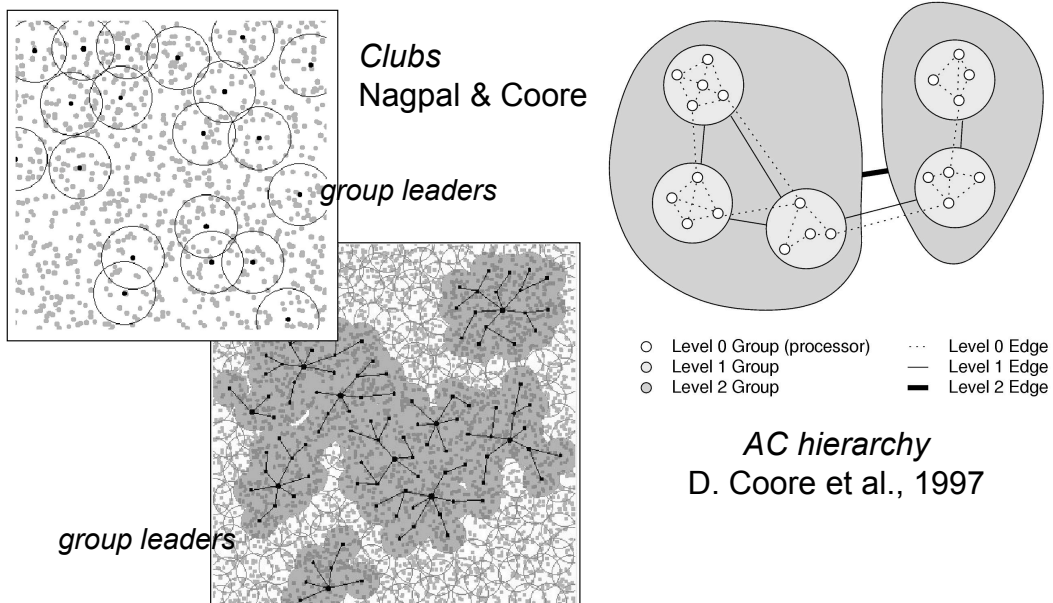 Clubs
Nagpal & Coore
group leaders
group leaders
Level 0 Group (processor)
Level 1 Group
Level 2 Group
Level 0 Edge
Level 1 Edge
Level 2 Edge
AC hierarchy
D. Coore et al., 1997